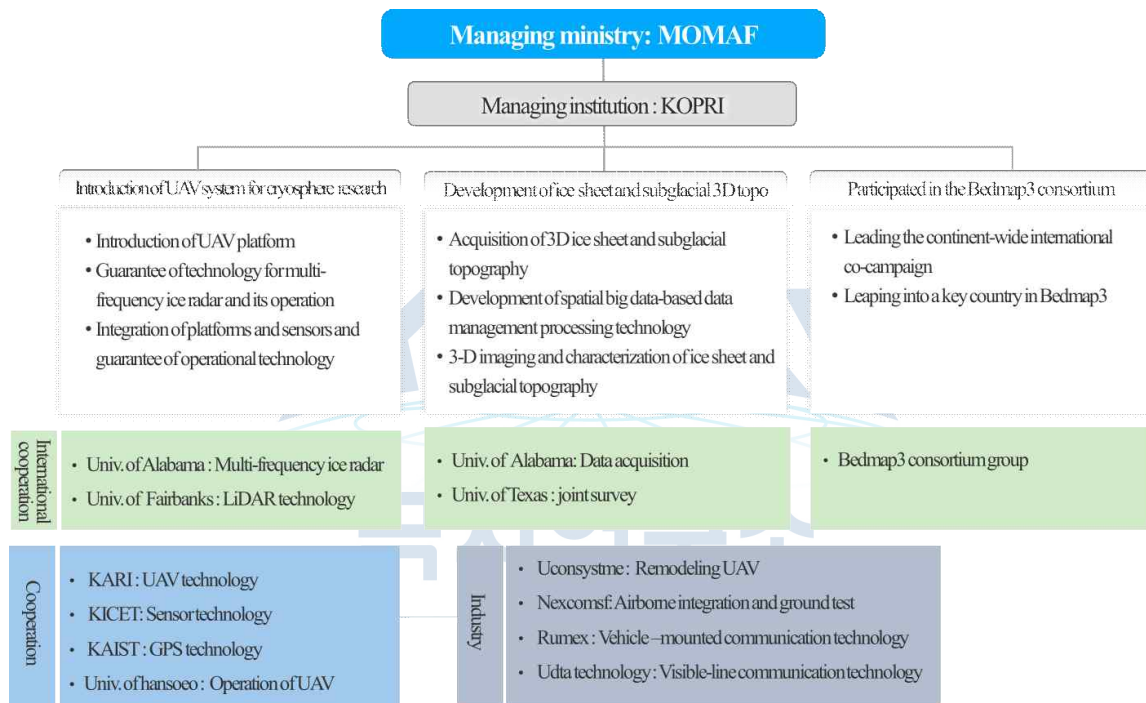 Managing ministry: MOMAF
Managing institution : KOPRI
Introduction of UAV system for cryosphere research
• Introduction of UAV platform
• Guarantee of technology for multi-
frequency ice radar and its operation
• Integration of platforms and sensors and
guarantee of operational technology
Development of ice sheet and subglacial 3D topo
• Acquisition of 3D ice sheet and subglacial
topography
• Development of spatial big data-based data
management processing technology
• 3-D imaging and characterization of ice sheet and
subglacial topography
Participated in the Bedmap3 consortium
• Leading the continent-wide international
co-campaign
• Leaping into a key country in Bedmap3
International
cooperation
• Univ. of Alabama : Multi-frequency ice radar
• Univ. of Fairbanks : LiDAR technology
• Univ. of Alabama: Data acquisition
• Univ. of Texas : joint survey
• Bedmap3 consortium group
Cooperation
• KARI : UAV technology
• KICET: Sensor technology
• KAIST : GPS technology
• Univ. of hansoeo : Operation of UAV
Industry
• Uconsystme : Remodeling UAV
• Nexcomsf: Airborne integration and ground test
• Rumex : Vehicle –mounted communication technology
• Udta technology : Visible-line communication technology